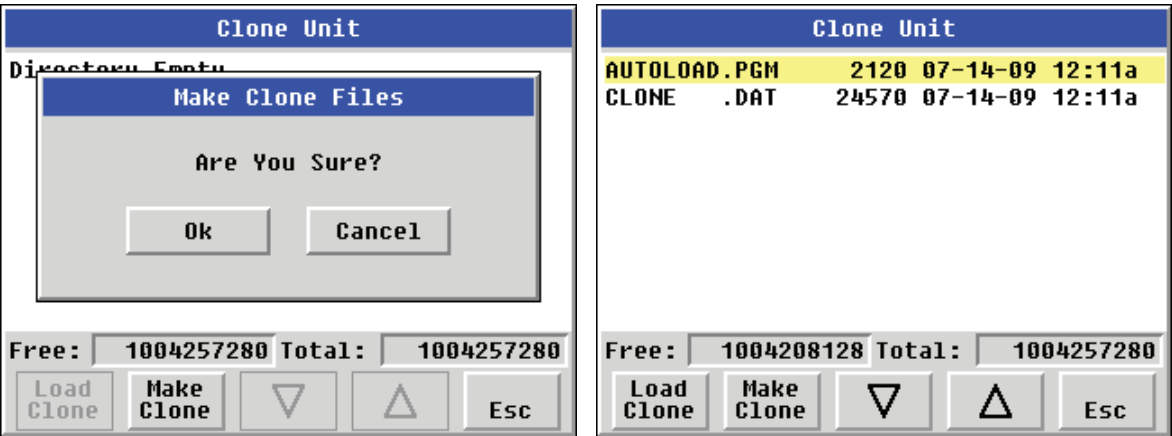 Clone Unit
Directory Empty
Make Clone Files
Are You Sure?
Ok Cancel
Free: 1004257280 Total: 1004257280
Load Clone
Make Clone
Esc
Clone Unit
AUTOLOAD.PGM 2120 07-14-09 12:11a
CLONE .DAT 24570 07-14-09 12:11a
Free: 1004208128 Total: 1004257280
Load Clone
Make Clone
Esc